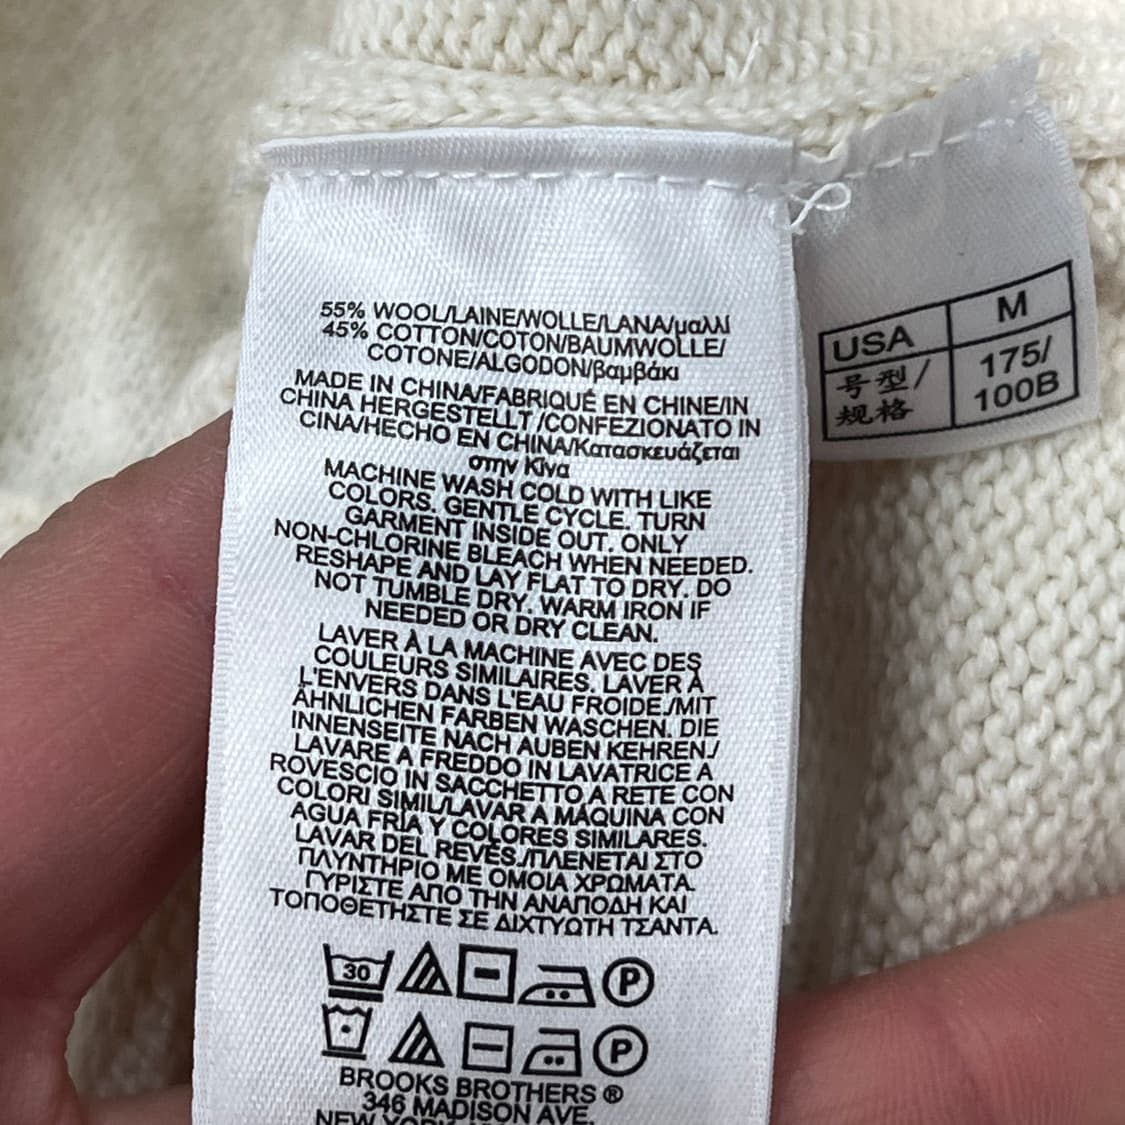 55% WOOL/LAINE/WOLLE/LANA/μαλλί
45% COTTON/COTON/BAUMWOLLE/
COTONE/ALGODON/βαμβάκι
MADE IN CHINA/FABRIQUÉ EN CHINE/IN
CHINA HERGESTELLT /CONFEZIONATO IN
CINA/HECHO EN CHINA/Κατασκευάζεται
στην Κίνα
MACHINE WASH COLD WITH LIKE
COLORS. GENTLE CYCLE. TURN
GARMENT INSIDE OUT. ONLY
NON-CHLORINE BLEACH WHEN NEEDED.
RESHAPE AND LAY FLAT TO DRY. DO
NOT TUMBLE DRY. WARM IRON IF
NEEDED OR DRY CLEAN.
LAVER À LA MACHINE AVEC DES
COULEURS SIMILAIRES. LAVER À
L'ENVERS DANS L'EAU FROIDE./MIT
ÄHNLICHEN FARBEN WASCHEN. DIE
INNENSEITE NACH AUBEN KEHREN./
LAVARE A FREDDO IN LAVATRICE A
ROVESCIO IN SACCHETTO A RETE CON
COLORI SIMIL/LAVAR A MÁQUINA CON
AGUA FRÍA Y COLORES SIMILARES.
LAVAR DEL REVÉS./ΠΛΕΝΕΤΑΙ ΣΤΟ
ΠΛΥΝΤΗΡΙΟ ΜΕ ΟΜΟΙΑ ΧΡΩΜΑΤΑ.
ΓΥΡΙΣΤΕ ΑΠΟ ΤΗΝ ΑΝΑΠΟΔΗ ΚΑΙ
ΤΟΠΟΘΕΤΗΣΤΕ ΣΕ ΔΙΧΤΥΩΤΗ ΤΣΑΝΤΑ.
30 P
P
BROOKS BROTHERS ®
346 MADISON AVE.
NEW YORK
USA M
号型/ 175/
规格 100B